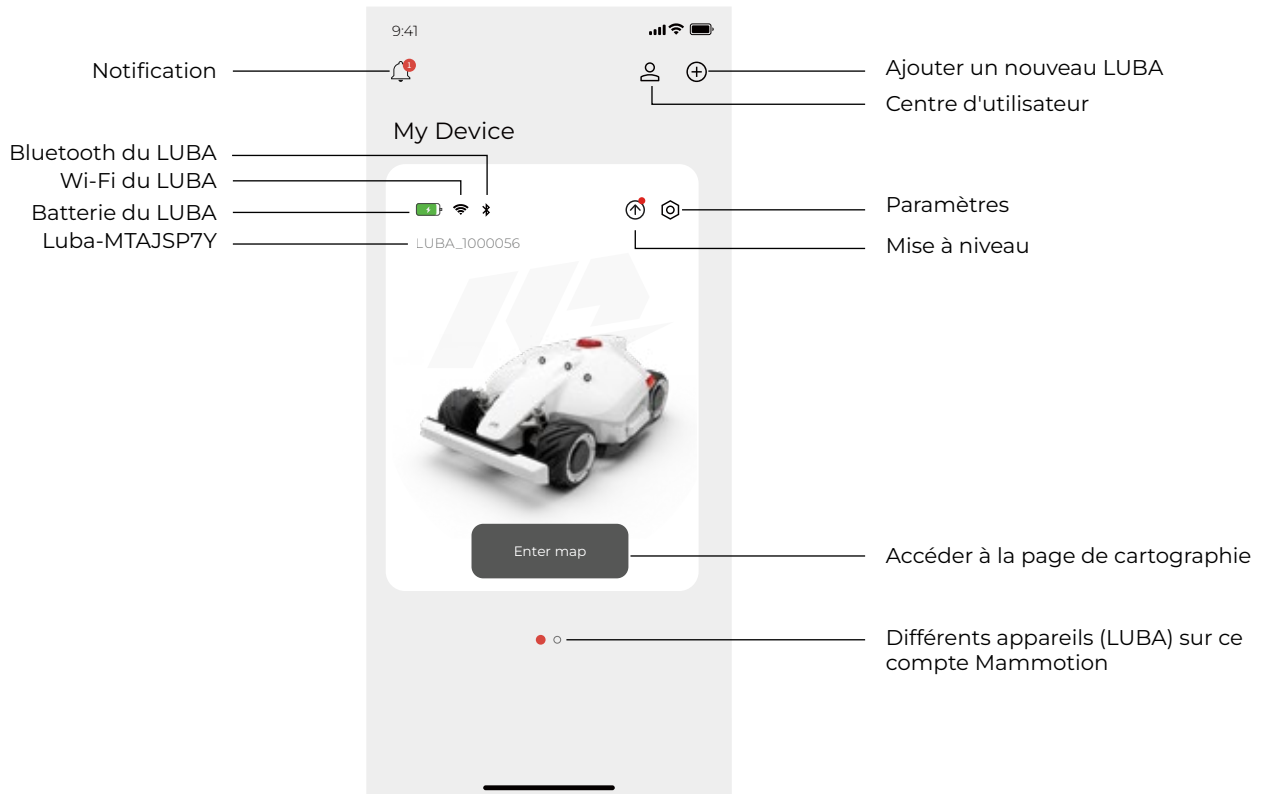 9:41
Notification
1
Ajouter un nouveau LUBA
Centre d'utilisateur
My Device
Bluetooth du LUBA
Wi-Fi du LUBA
Batterie du LUBA
Luba-MTAJSP7Y
LUBA_1000056
Paramètres
Mise à niveau
Enter map
Accéder à la page de cartographie
Différents appareils (LUBA) sur ce
compte Mammotion